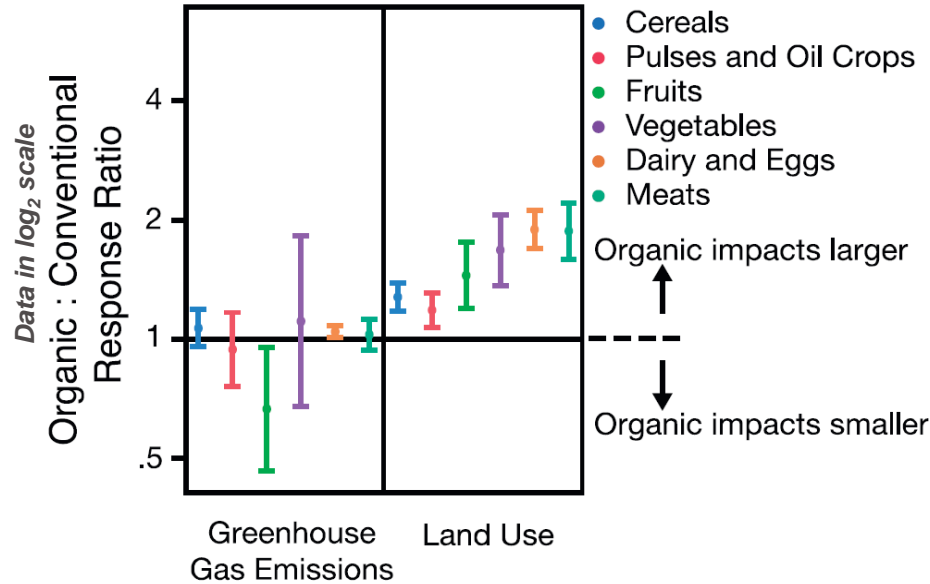 Data in log2 scale
Organic : Conventional
Response Ratio
4
2
1
.5
Greenhouse
Gas Emissions
Land Use
Cereals
Pulses and Oil Crops
Fruits
Vegetables
Dairy and Eggs
Meats
Organic impacts larger
Organic impacts smaller